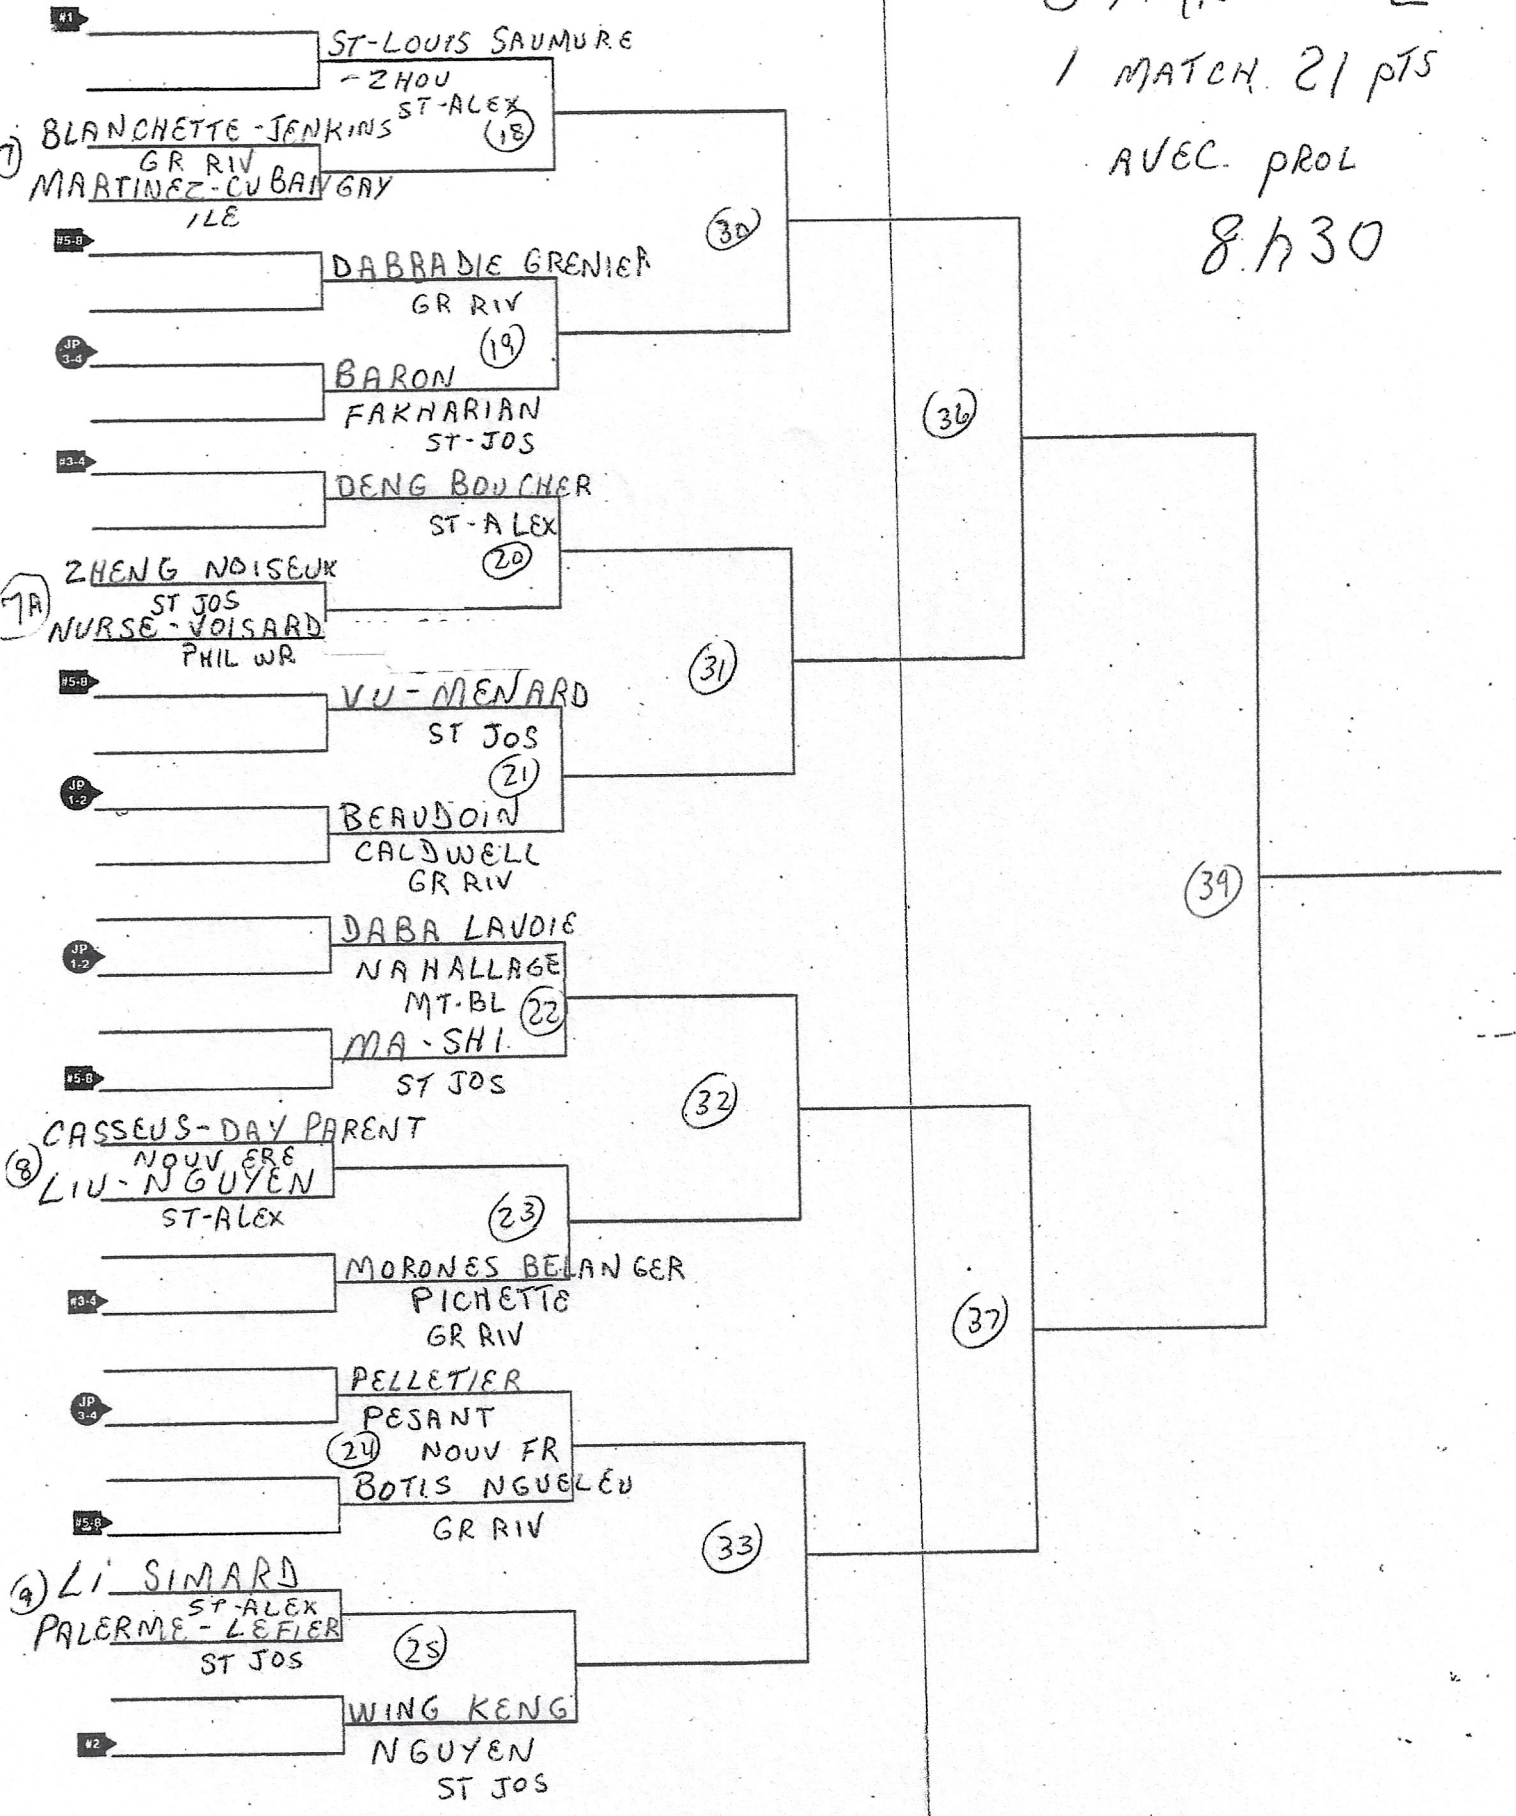 #1
ST-LOUIS SAUMURE
-ZHOU
ST-ALEX
(18)
BLANCHETTE-JENKINS
GR RIV
MARTINEZ-CUBANGAY
ILE
1 MATCH 21 pTS
AVEC pROL
8h30
#5-8
DABRADIE GRENIER
GR RIV
(19)
(30)
JP
3-4
BARON
FAKHARIAN
ST-JOS
(36)
#3-4
DENG BOUCHER
ST-ALEX
(20)
ZHENG NOISEUX
(7A)
ST JOS
NURSE-VOISARD
PHIL WR
(31)
#5-8
VU-MENARD
ST JOS
(21)
JP
1-2
BEAUDOIN
CALDWELL
GR RIV
(39)
JP
1-2
DABA LAVOIE
NAHALLAGE
MT.BL
(22)
MA-SHI
#5-8
ST JOS
(32)
CASSEUS-DAY PARENT
(8)
NOUV ERE
LIU-NGUYEN
ST-ALEX
(23)
MORONES BELANGER
#3-4
PICHETTE
GR RIV
(37)
PELLETIER
JP
3-4
PESANT
(24) NOUV FR
BOTIS NGUELEU
#5-8
GR RIV
(33)
(9) Li SIMARD
ST-ALEX
PALERME-LEFIER
ST JOS
(25)
WING KENG
#2
NGUYEN
ST JOS